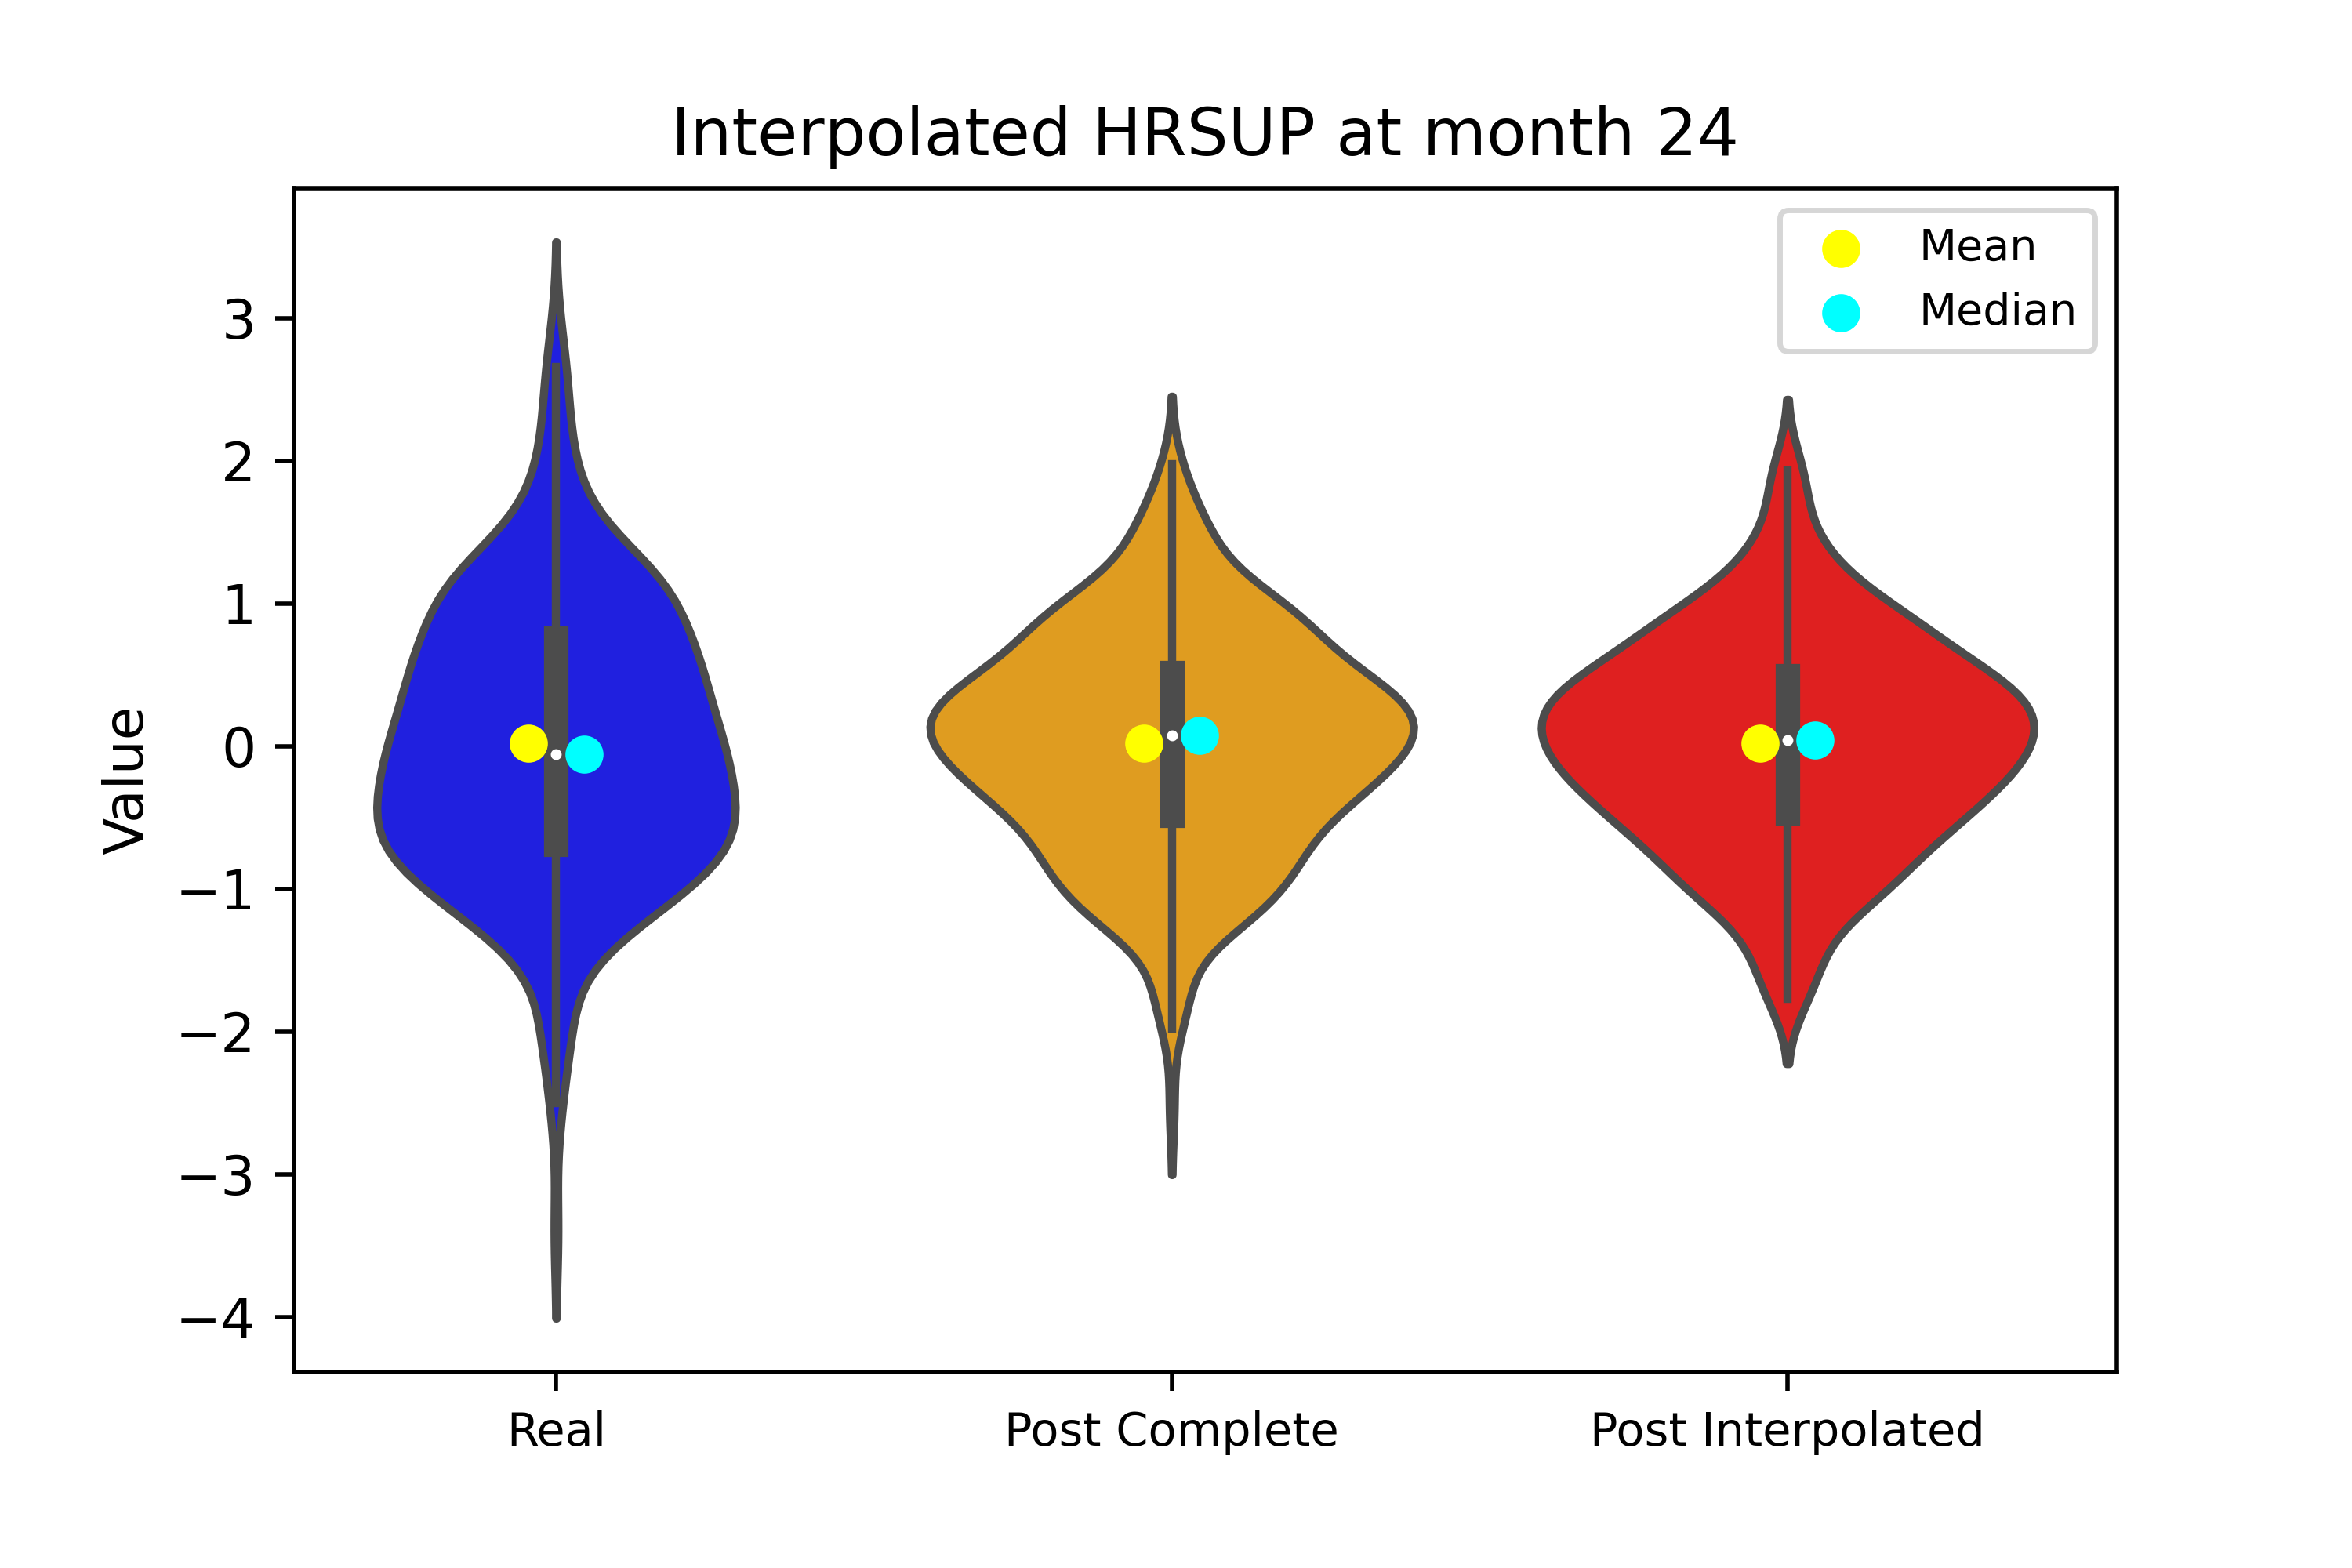 Interpolated HRSUP at month 24
Mean
Median
3
2
1
0
−1
−2
−3
−4
Value
Real
Post Complete
Post Interpolated